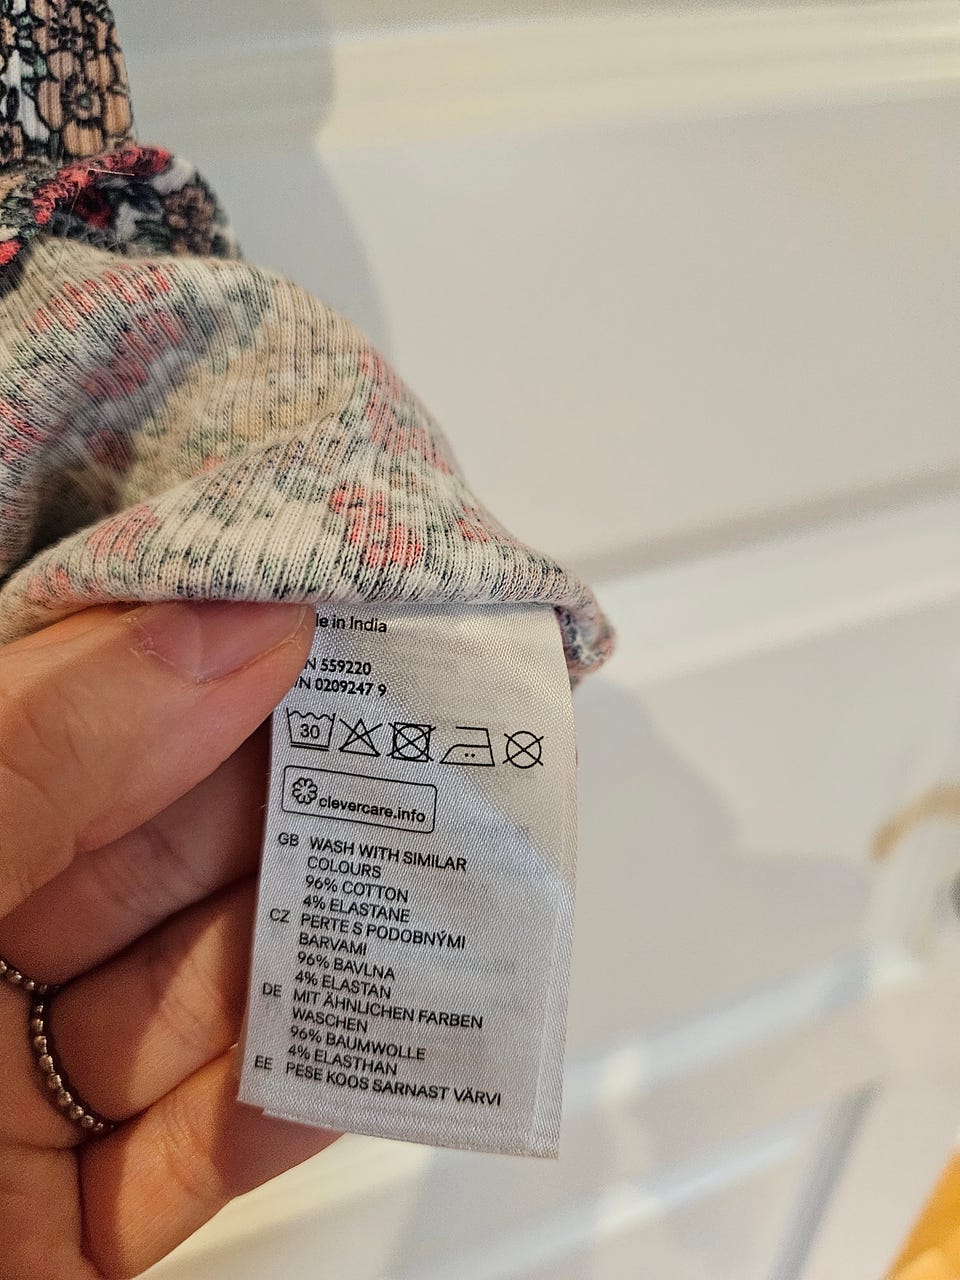 in India
559220
0209247 9
30
clevercare.info
GB WASH WITH SIMILAR
COLOURS
96% COTTON
4% ELASTANE
CZ PERTE S PODOBNÝMI
BARVAMI
96% BAVLNA
4% ELASTAN
DE MIT ÄHNLICHEN FARBEN
WASCHEN
96% BAUMWOLLE
4% ELASTHAN
EE PESE KOOS SARNAST VÄRVI